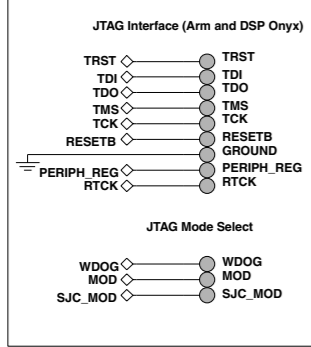 JTAG Interface (Arm and DSP Onyx)
TRST TRST
TDI TDI
TDO TDO
TMS TMS
TCK TCK
RESETB RESETB
GROUND
PERIPH_REG PERIPH_REG
RTCK RTCK
JTAG Mode Select
WDOG WDOG
MOD MOD
SJC_MOD SJC_MOD